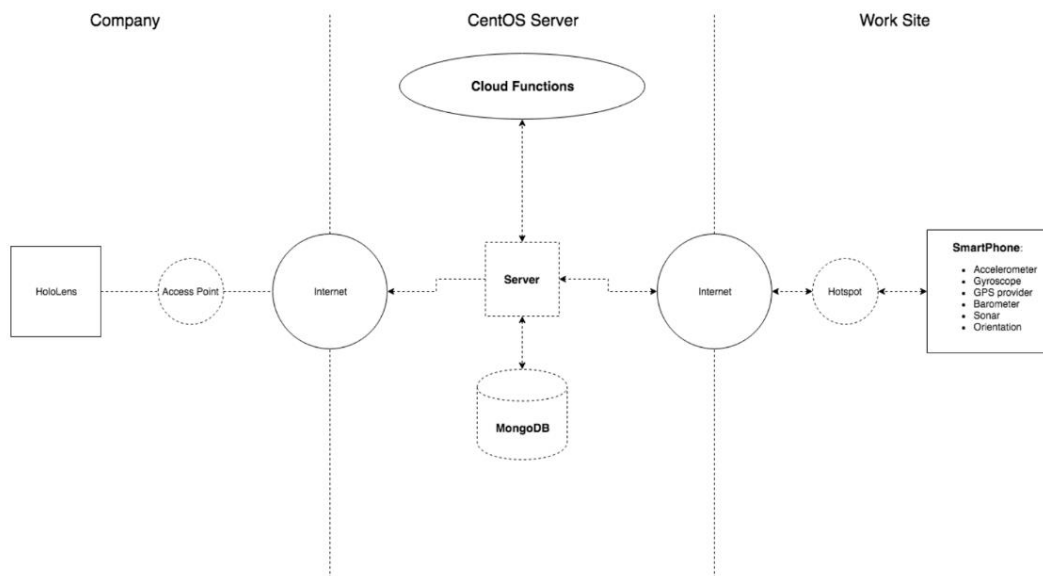 Company
CentOS Server
Work Site
Cloud Functions
HoloLens
Access Point
Internet
Server
Internet
Hotspot
SmartPhone:
• Accelerometer
• Gyroscope
• GPS provider
• Barometer
• Sonar
• Orientation
MongoDB